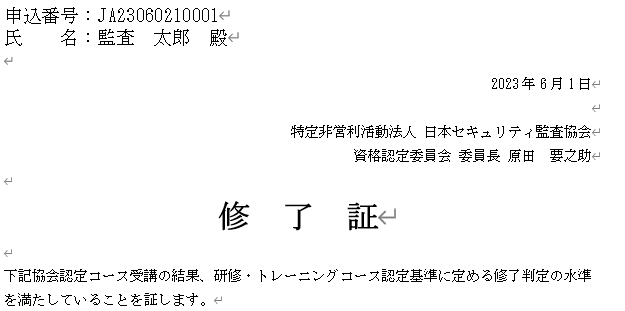 申込番号：JA23060210001
氏　　名：監査　太郎　殿
2023年6月1日
特定非営利活動法人 日本セキュリティ監査協会
資格認定委員会 委員長 原田　要之助
修　了　証
下記協会認定コース受講の結果、研修・トレーニングコース認定基準に定める修了判定の水準
を満たしていることを証します。